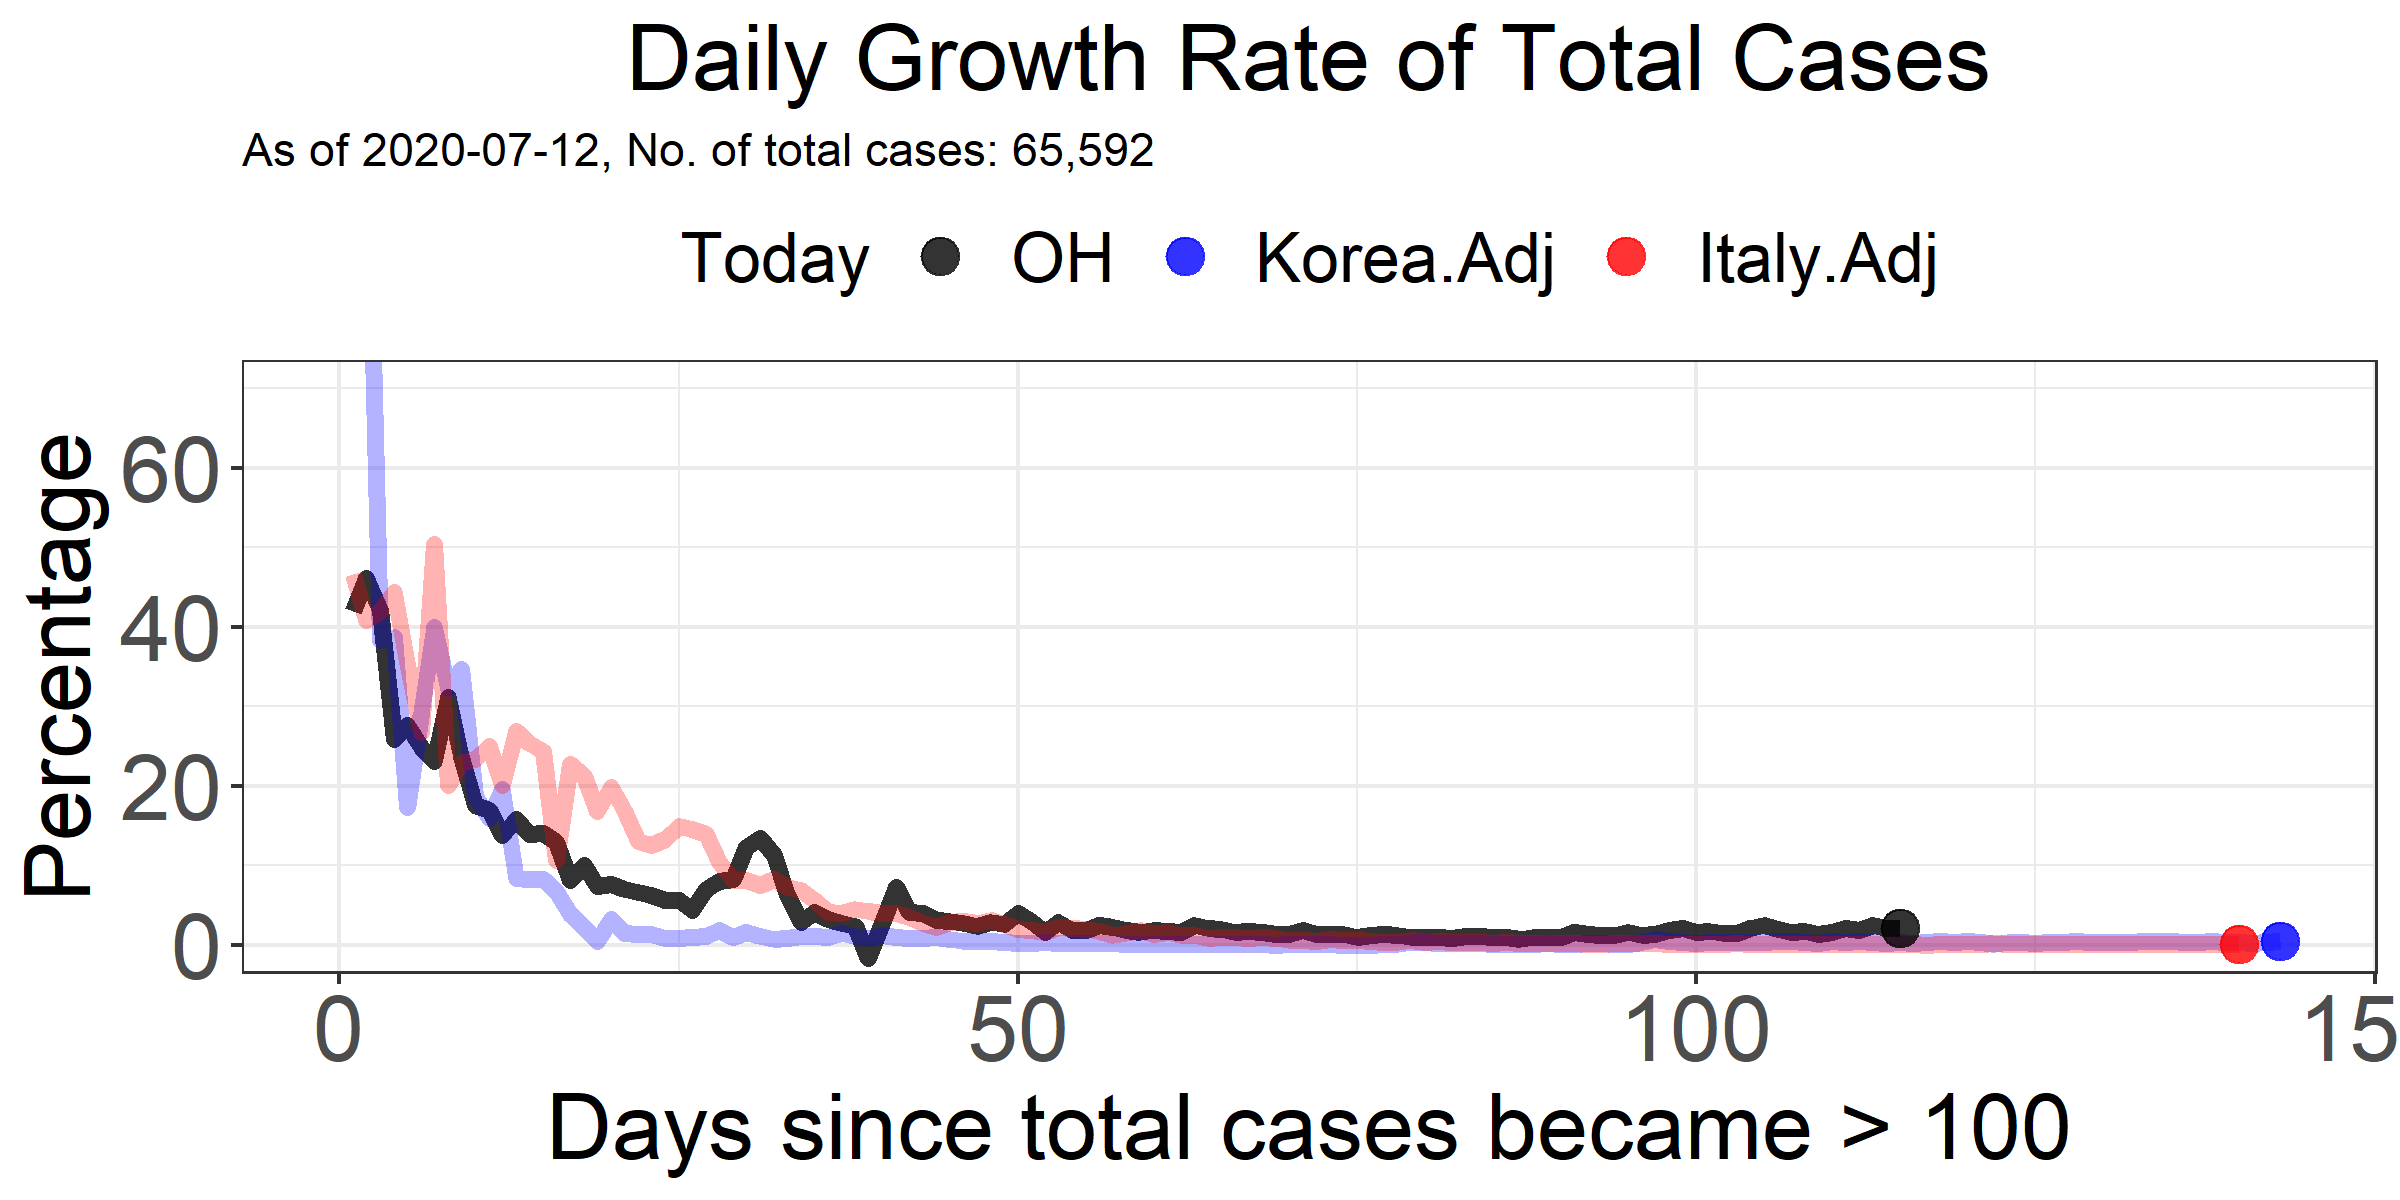 Daily Growth Rate of Total Cases
As of 2020-07-12, No. of total cases: 65,592
Today OH Korea.Adj Italy.Adj
Percentage
60
40
20
0
0 50 100 15
Days since total cases became > 100